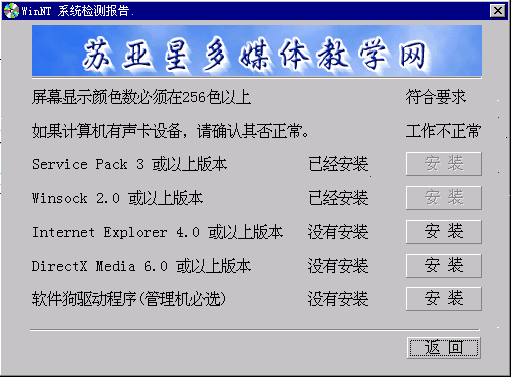 WinNT 系统检测报告.
苏亚星多媒体教学网
屏幕显示颜色数必须在256色以上 符合要求
如果计算机有声卡设备，请确认其否正常。 工作不正常
Service Pack 3 或以上版本 已经安装 安 装
Winsock 2.0 或以上版本 已经安装 安 装
Internet Explorer 4.0 或以上版本 没有安装 安 装
DirectX Media 6.0 或以上版本 没有安装 安 装
软件狗驱动程序(管理机必选) 没有安装 安 装
返 回